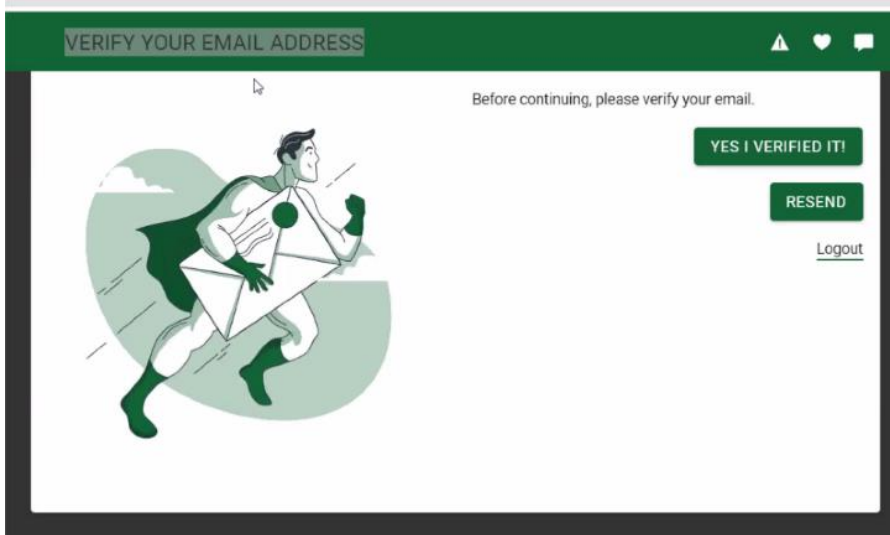 VERIFY YOUR EMAIL ADDRESS
Before continuing, please verify your email.
YES I VERIFIED IT!
RESEND
Logout